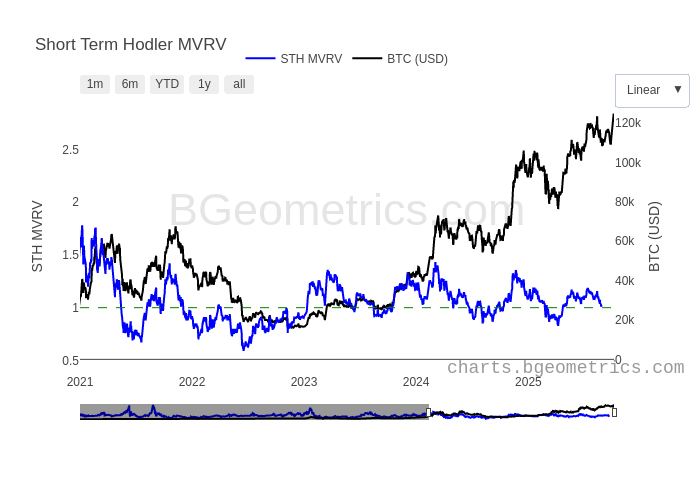 Short Term Hodler MVRV
STH MVRV BTC (USD)
1m 6m YTD 1y all
Linear ▼
120k
2.5
100k
2
80k
BGeometrics.com
STH MVRV
BTC (USD)
1.5
60k
40k
1
20k
0.5
0
charts.bgeometrics.com
2021 2022 2023 2024 2025